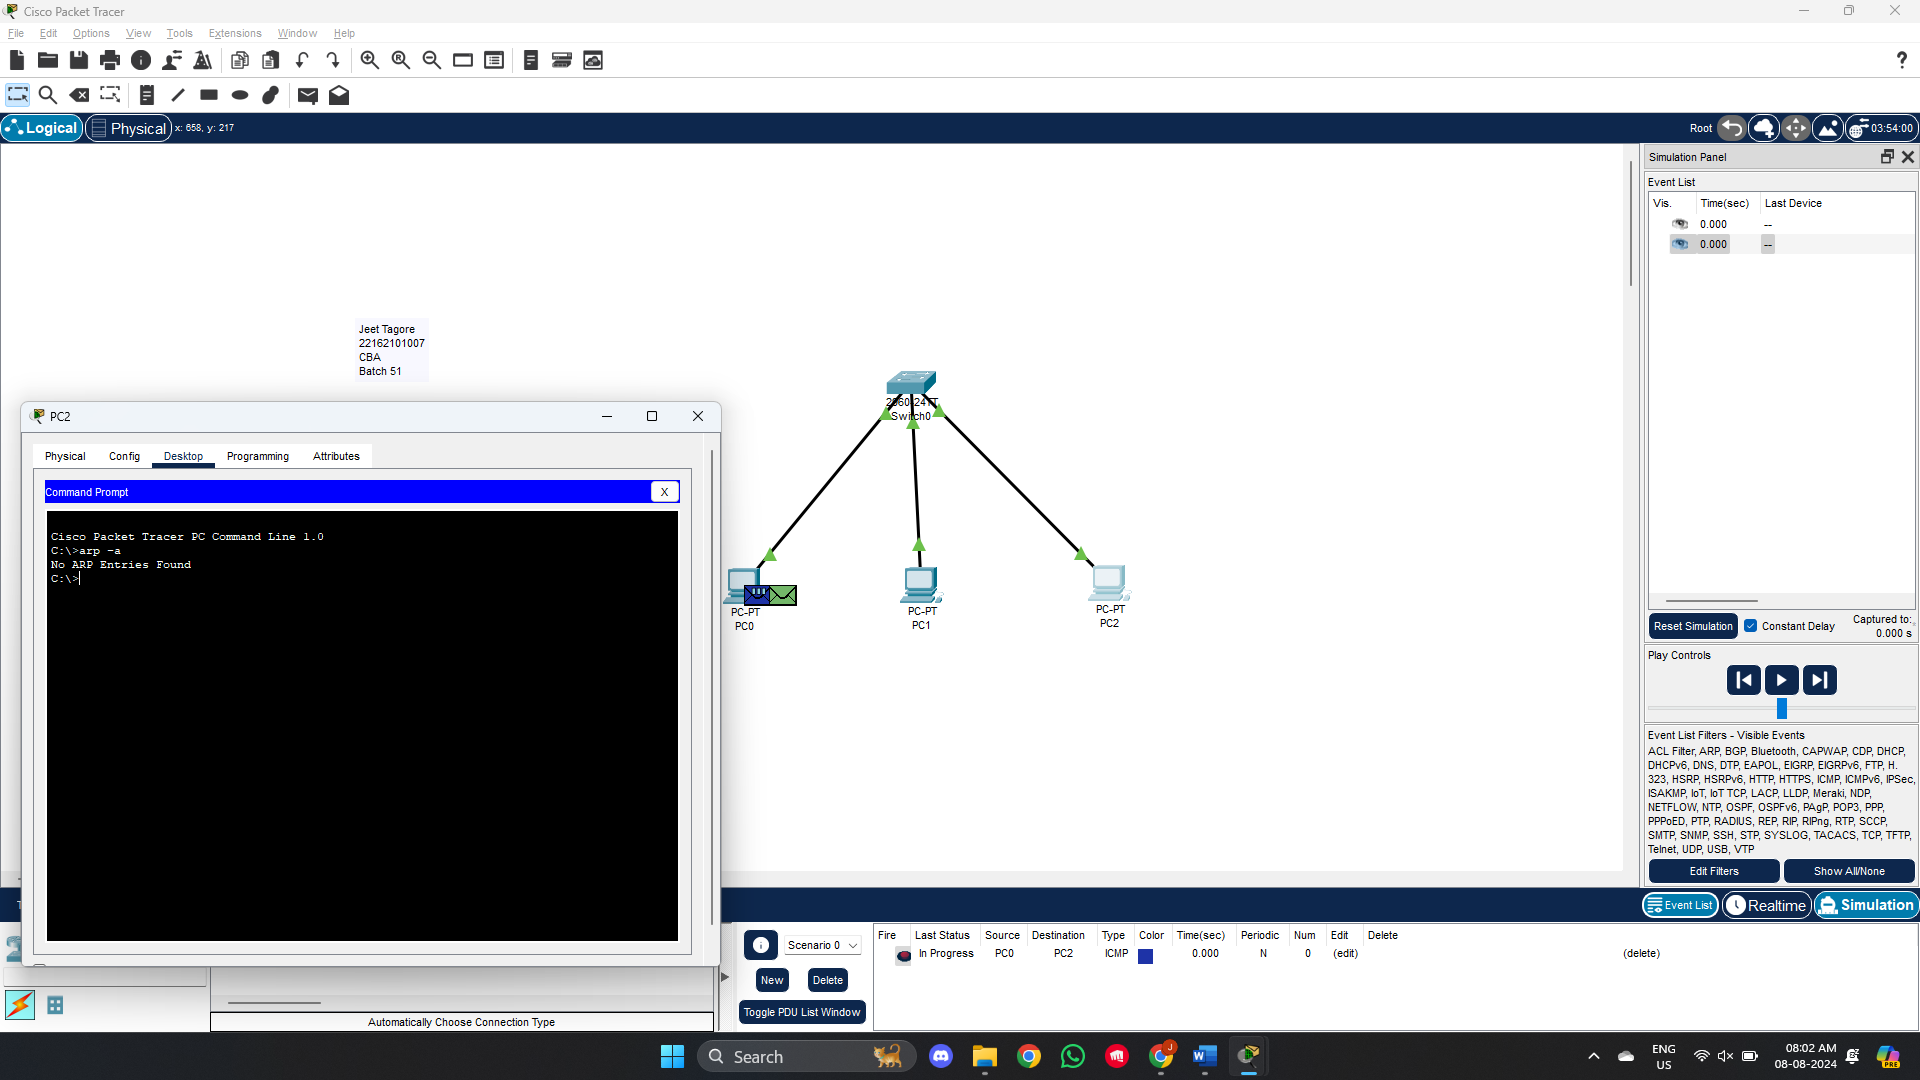 Cisco Packet Tracer
File Edit Options View Tools Extensions Window Help
?
Logical Physical x: 658, y: 217
Root 03:54:00
Simulation Panel
Event List
Vis. Time(sec) Last Device
0.000 --
0.000 --
Jeet Tagore
22162101007
CBA
Batch 51
2960-24TT
Switch0
PC-PT
PC0
PC-PT
PC1
PC-PT
PC2
PC2
Physical Config Desktop Programming Attributes
Command Prompt X
Cisco Packet Tracer PC Command Line 1.0
C:\>arp -a
No ARP Entries Found
C:\>
Reset Simulation Constant Delay Captured to:
0.000 s
Play Controls
Event List Filters - Visible Events
ACL Filter, ARP, BGP, Bluetooth, CAPWAP, CDP, DHCP,
DHCPv6, DNS, DTP, EAPOL, EIGRP, EIGRPv6, FTP, H.
323, HSRP, HSRPv6, HTTP, HTTPS, ICMP, ICMPv6, IPSec,
ISAKMP, IoT, IoT TCP, LACP, LLDP, Meraki, NDP,
NETFLOW, NTP, OSPF, OSPFv6, PAgP, POP3, PPP,
PPPoED, PTP, RADIUS, REP, RIP, RIPng, RTP, SCCP,
SMTP, SNMP, SSH, STP, SYSLOG, TACACS, TCP, TFTP,
Telnet, UDP, USB, VTP
Edit Filters Show All/None
Event List Realtime Simulation
Scenario 0
New Delete
Toggle PDU List Window
Fire Last Status Source Destination Type Color Time(sec) Periodic Num Edit Delete
In Progress PC0 PC2 ICMP 0.000 N 0 (edit) (delete)
Automatically Choose Connection Type
Search
J
ENG
US
08:02 AM
08-08-2024
PRE